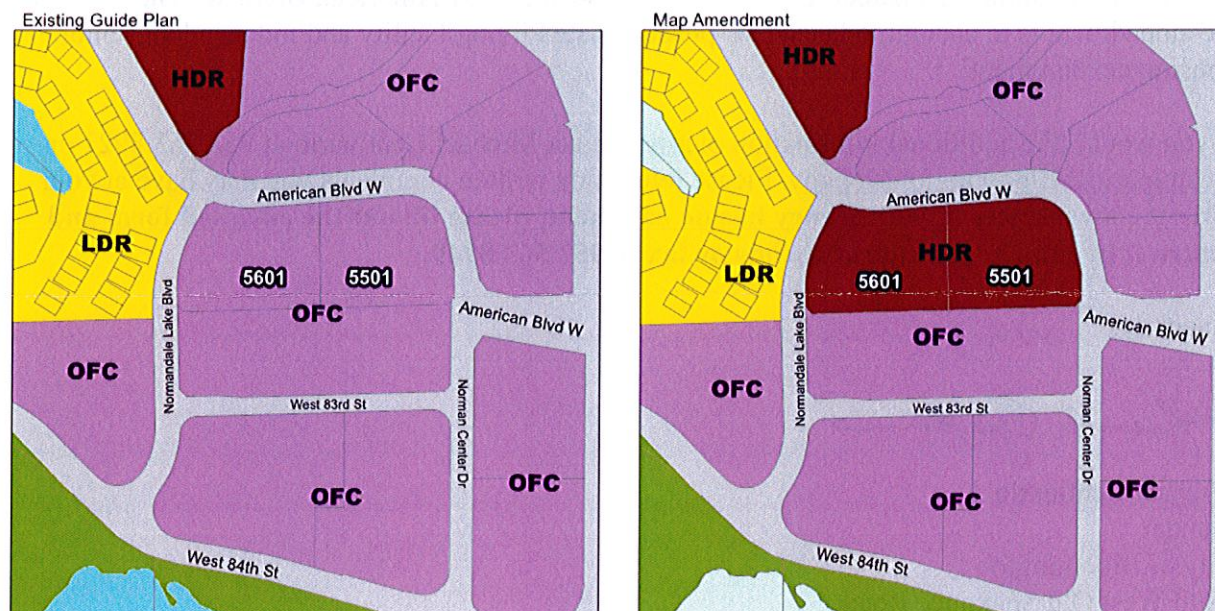 Existing Guide Plan
HDR
OFC
American Blvd W
LDR
5601
5501
OFC
American Blvd W
OFC
Normandale Lake Blvd
West 83rd St
Norman Center Dr
OFC
OFC
West 84th St
Map Amendment
HDR
OFC
American Blvd W
HDR
LDR
5601
5501
American Blvd W
OFC
OFC
Normandale Lake Blvd
West 83rd St
Norman Center Dr
OFC
OFC
West 84th St